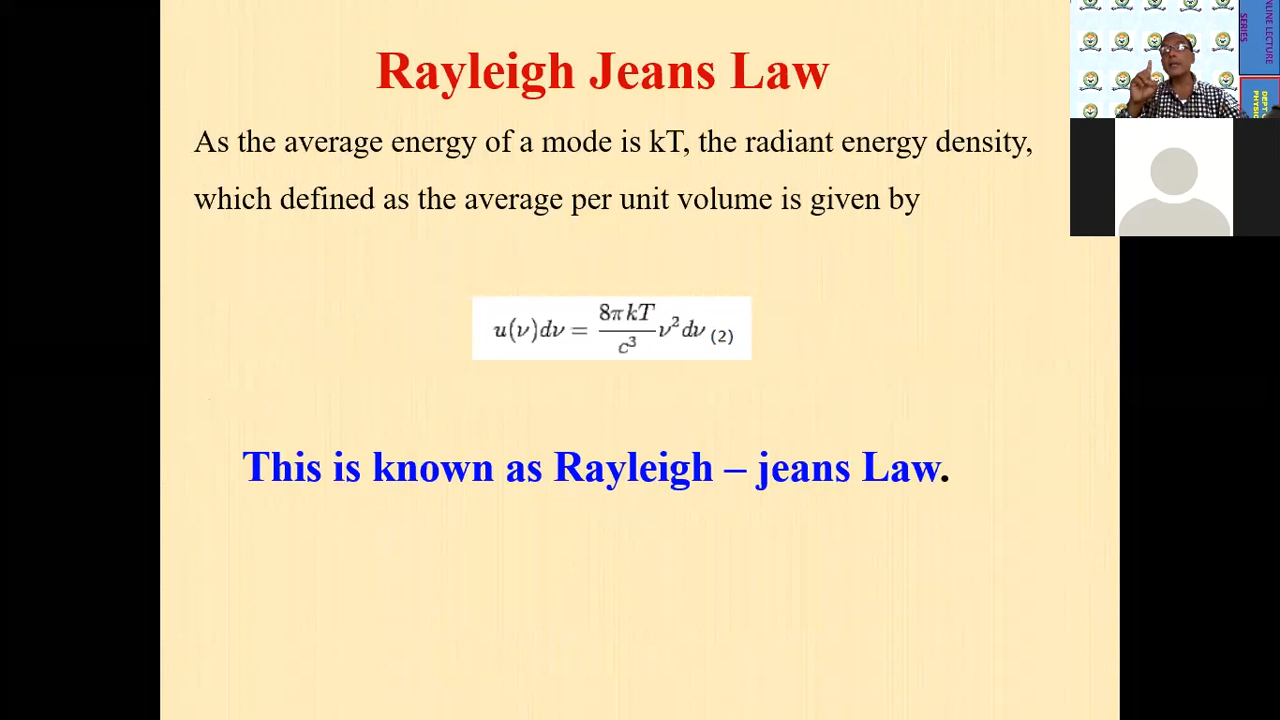 Rayleigh Jeans Law
As the average energy of a mode is kT, the radiant energy density,
which defined as the average per unit volume is given by
u(ν)dν = 8πkT/c³ ν²dν (2)
This is known as Rayleigh – jeans Law.
SERIES